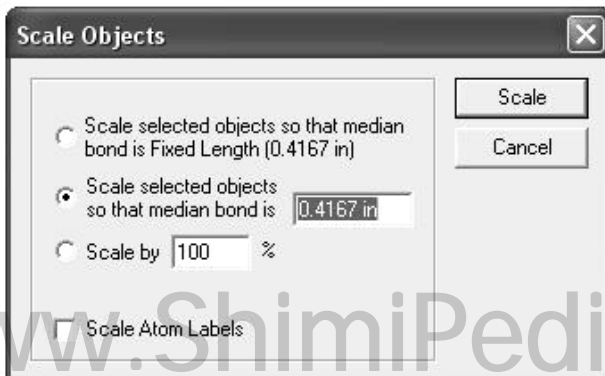 Scale Objects
Scale selected objects so that median
bond is Fixed Length (0.4167 in)
Scale selected objects
so that median bond is 0.4167 in
Scale by 100 %
Scale Atom Labels
Scale
Cancel
ww.ShimiPedi